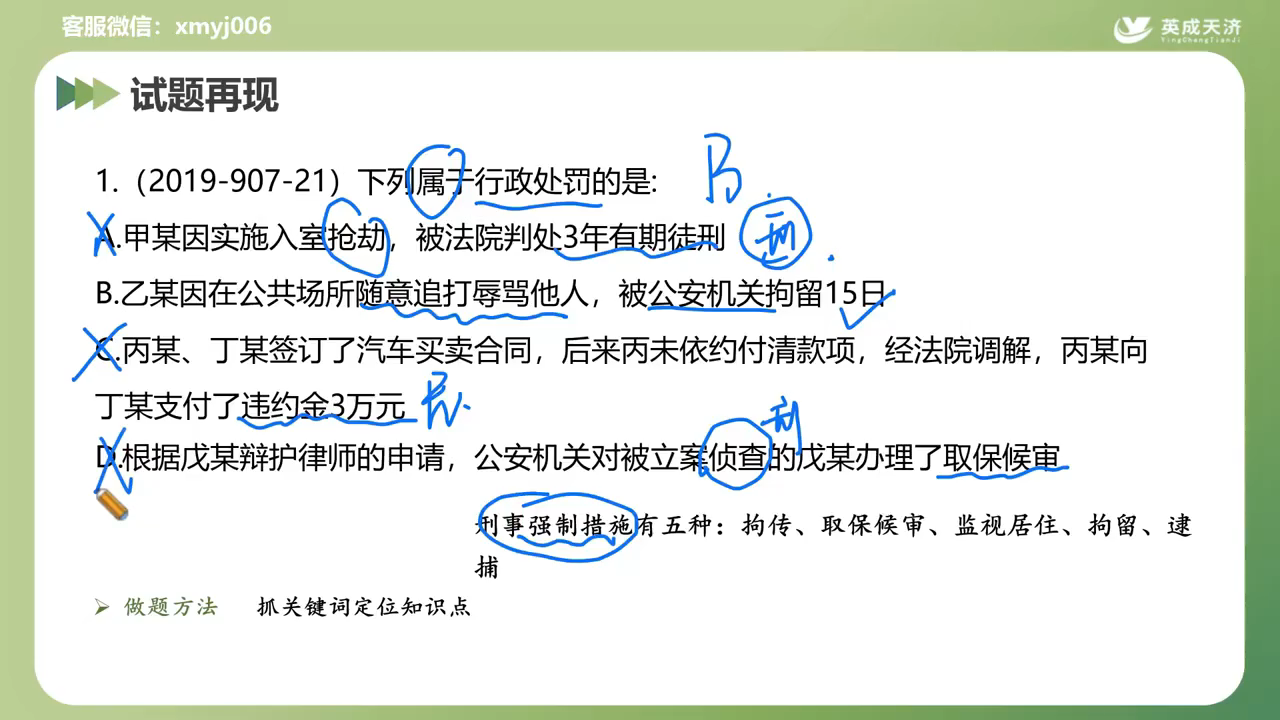 客服微信：xmyj006
英成天济
YingChengTianDi
试题再现
1.（2019-907-21）下列属于行政处罚的是:
B
A.甲某因实施入室抢劫，被法院判处3年有期徒刑
刑
B.乙某因在公共场所随意追打辱骂他人，被公安机关拘留15日
C.丙某、丁某签订了汽车买卖合同，后来丙未依约付清款项，经法院调解，丙某向
丁某支付了违约金3万元
民
刑
D.根据戊某辩护律师的申请，公安机关对被立案侦查的戊某办理了取保候审
刑事强制措施有五种：拘传、取保候审、监视居住、拘留、逮
捕
做题方法 抓关键词定位知识点